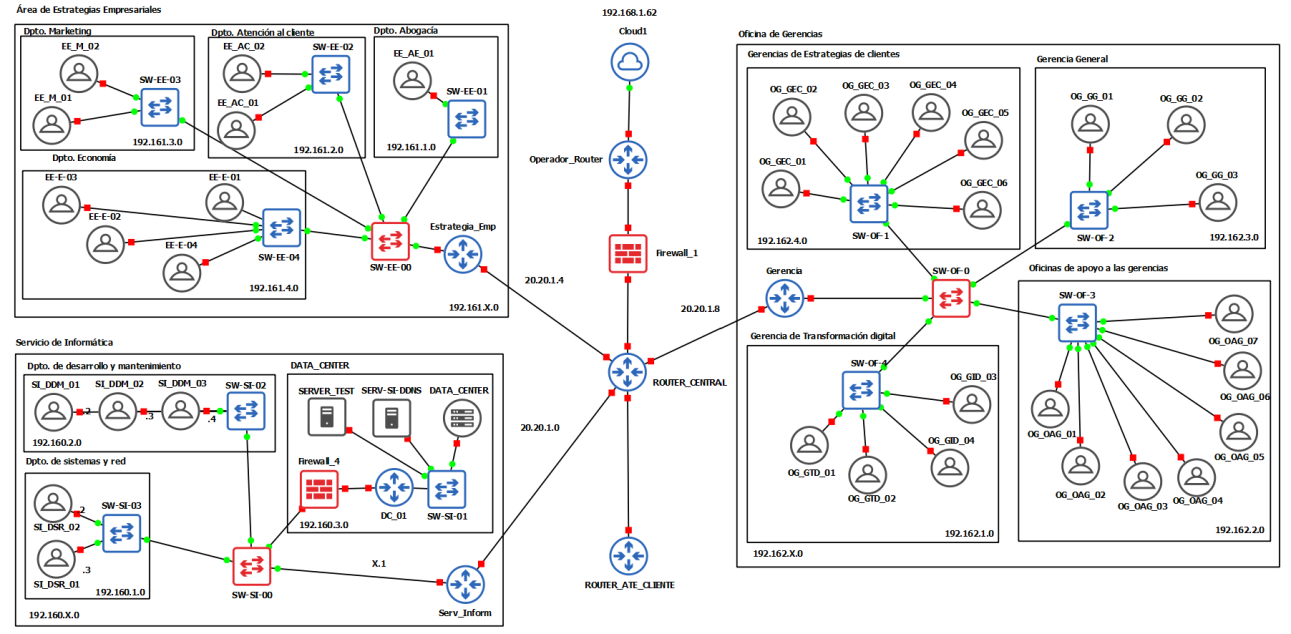 Área de Estrategias Empresariales
Dpto. Marketing
EE_M_02
EE_M_01
SW-EE-03
192.161.3.0
Dpto. Atención al cliente
EE_AC_02
EE_AC_01
SW-EE-02
192.161.2.0
Dpto. Abogacía
EE_AE_01
SW-EE-01
192.161.1.0
Dpto. Economía
EE-E-03
EE-E-01
EE-E-02
EE-E-04
SW-EE-04
192.161.4.0
SW-EE-00
Estrategia_Emp
192.161.X.0
192.168.1.62
Cloud1
Operador_Router
Firewall_1
20.20.1.4
20.20.1.8
20.20.1.0
ROUTER_CENTRAL
ROUTER_ATE_CLIENTE
Servicio de Informática
Dpto. de desarrollo y mantenimiento
SI_DDM_01
SI_DDM_02
SI_DDM_03
SW-SI-02
.2
.3
.4
192.160.2.0
Dpto. de sistemas y red
SI_DSR_02
.2
SW-SI-03
SI_DSR_01
.3
192.160.1.0
192.160.X.0
DATA_CENTER
SERVER_TEST
SERV-SI-DDNS
DATA_CENTER
Firewall_4
DC_01
SW-SI-01
192.160.3.0
SW-SI-00
X.1
Serv_Inform
Oficina de Gerencias
Gerencias de Estrategias de clientes
OG_GEC_02
OG_GEC_03
OG_GEC_04
OG_GEC_05
OG_GEC_01
OG_GEC_06
SW-OF-1
192.162.4.0
Gerencia General
OG_GG_01
OG_GG_02
OG_GG_03
SW-OF-2
192.162.3.0
Gerencia
SW-OF-0
Gerencia de Transformación digital
SW-OF-4
OG_GTD_03
OG_GTD_04
OG_GTD_01
OG_GTD_02
192.162.1.0
192.162.X.0
Oficinas de apoyo a las gerencias
SW-OF-3
OG_OAG_07
OG_OAG_06
OG_OAG_01
OG_OAG_05
OG_OAG_02
OG_OAG_03
OG_OAG_04
192.162.2.0